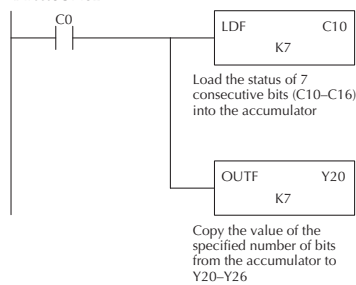 C0
LDF C10
K7
Load the status of 7
consecutive bits (C10–C16)
into the accumulator
OUTF Y20
K7
Copy the value of the
specified number of bits
from the accumulator to
Y20–Y26